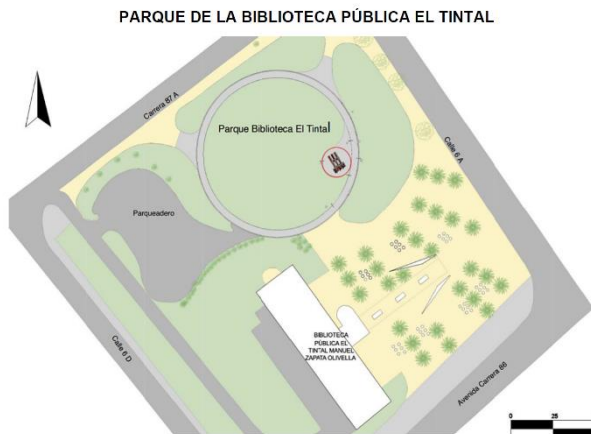 PARQUE DE LA BIBLIOTECA PÚBLICA EL TINTAL
Carrera 87 A
Parque Biblioteca El Tintal
Calle 6 A
Parqueadero
BIBLIOTECA
PÚBLICA EL
TINTAL MANUEL
ZAPATA OLIVELLA
Calle 6 D
Avenida Carrera 86
0
25